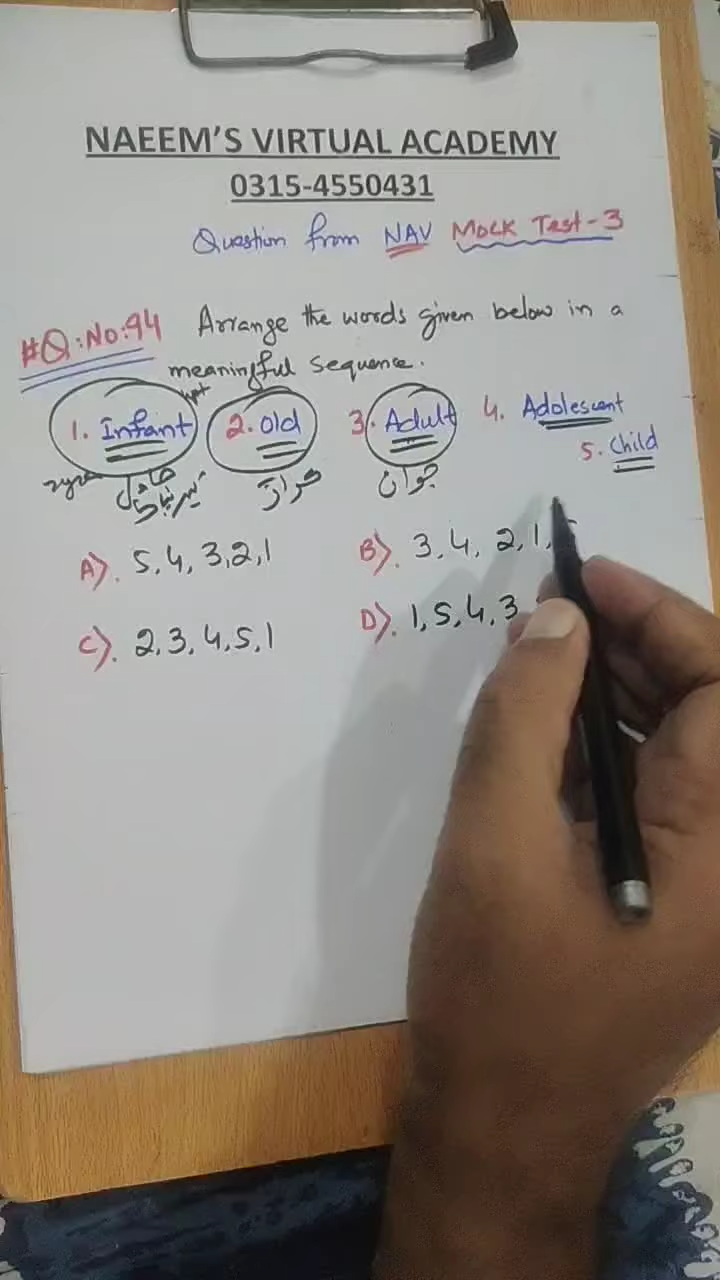 NAEEM'S VIRTUAL ACADEMY
0315-4550431
Question from NAV Mock Test-3
#Q:No:94 Arrange the words given below in a
meaningful sequence.
1. Infant 2. Old 3. Adult 4. Adolescent
5. Child
جوان
A). 5, 4, 3, 2, 1 B). 3, 4, 2, 1,
C). 2, 3, 4, 5, 1 D). 1, 5, 4, 3